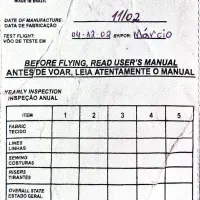 MADE IN BRAZIL
DATE OF MANUFACTURE: 11/02
DATA DE FABRICAÇÃO
TEST FLIGHT: 04-12-02 BY/POR: Márcio
VÔO DE TESTE EM
BEFORE FLYING, READ USER'S MANUAL
ANTES DE VOAR, LEIA ATENTAMENTE O MANUAL
YEARLY INSPECTION
INSPEÇÃO ANUAL
ITEM 1 2 3 4 5
FABRIC
TECIDO
LINES
LINHAS
SEWING
COSTURAS
RISERS
TIRANTES
OVERALL STATE
ESTADO GERAL